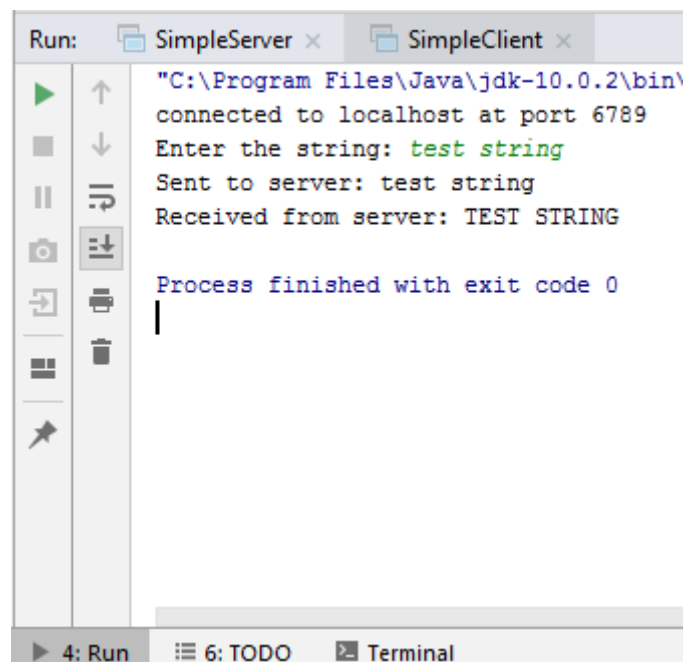 Run: SimpleServer × SimpleClient ×
"C:\Program Files\Java\jdk-10.0.2\bin\
connected to localhost at port 6789
Enter the string: test string
Sent to server: test string
Received from server: TEST STRING
Process finished with exit code 0
4: Run 6: TODO Terminal